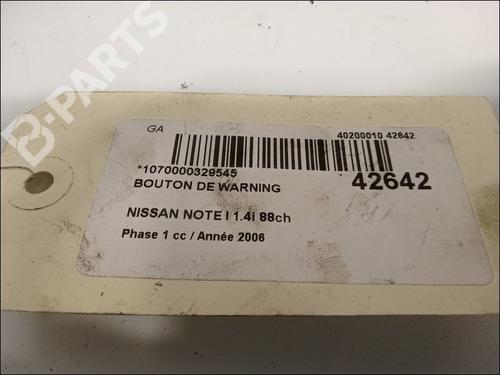 B-PARTS
GA
40200010 42642
*1070000329545
BOUTON DE WARNING
42642
NISSAN NOTE I 1.4i 88ch
Phase 1 cc / Année 2006